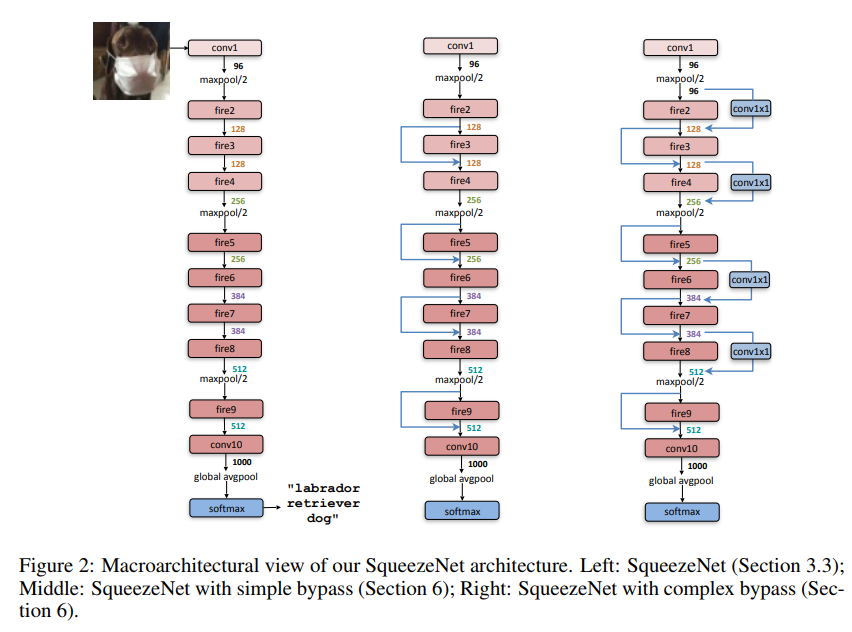 conv1
96
maxpool/2
fire2
128
fire3
128
fire4
256
maxpool/2
fire5
256
fire6
384
fire7
384
fire8
512
maxpool/2
fire9
512
conv10
1000
global avgpool
softmax
"labrador
retriever
dog"
conv1
96
maxpool/2
fire2
128
fire3
128
fire4
256
maxpool/2
fire5
256
fire6
384
fire7
384
fire8
512
maxpool/2
fire9
512
conv10
1000
global avgpool
softmax
conv1
96
maxpool/2
96
conv1x1
fire2
128
fire3
128
fire4
conv1x1
256
maxpool/2
fire5
256
fire6
conv1x1
384
fire7
384
fire8
conv1x1
512
maxpool/2
fire9
512
conv10
1000
global avgpool
softmax
Figure 2: Macroarchitectural view of our SqueezeNet architecture. Left: SqueezeNet (Section 3.3);
Middle: SqueezeNet with simple bypass (Section 6); Right: SqueezeNet with complex bypass (Sec-
tion 6).